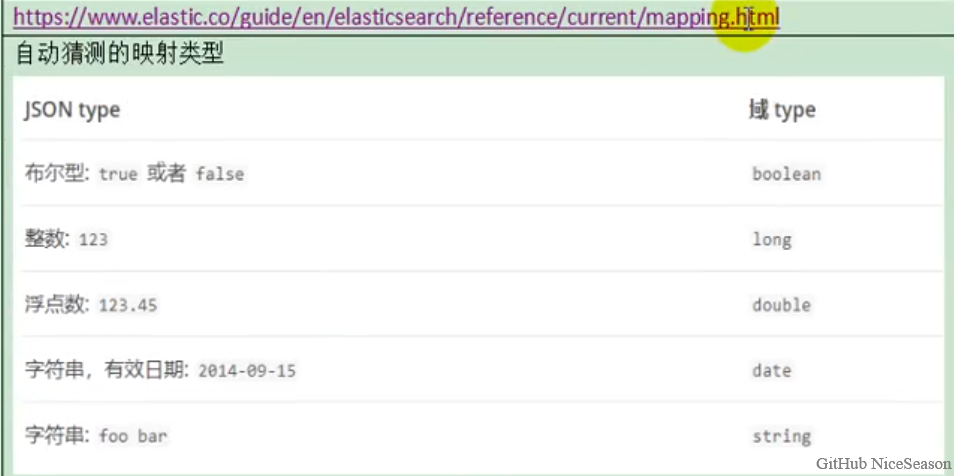 https://www.elastic.co/guide/en/elasticsearch/reference/current/mapping.html
自动猜测的映射类型
JSON type 域 type
布尔型: true 或者 false boolean
整数: 123 long
浮点数: 123.45 double
字符串，有效日期: 2014-09-15 date
字符串: foo bar string
GitHub NiceSeason